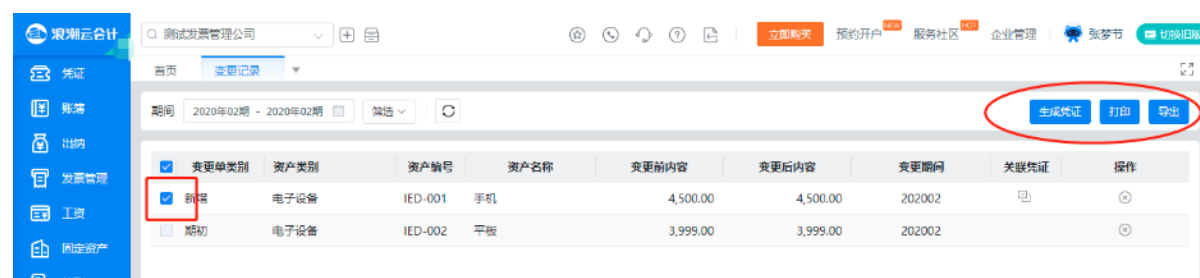 浪潮云会计
测试发票管理公司
立即购买
预约开户
NEW
服务社区
HOT
企业管理
张梦节
切换旧版
凭证
首页
变更记录
账簿
期间
2020年02期 - 2020年02期
筛选
生成凭证
打印
导出
出纳
变更单类别 资产类别 资产编号 资产名称 变更前内容 变更后内容 变更期间 关联凭证 操作
发票管理
新增 电子设备 IED-001 手机 4,500.00 4,500.00 202002
工资
期初 电子设备 IED-002 平板 3,999.00 3,999.00 202002
固定资产